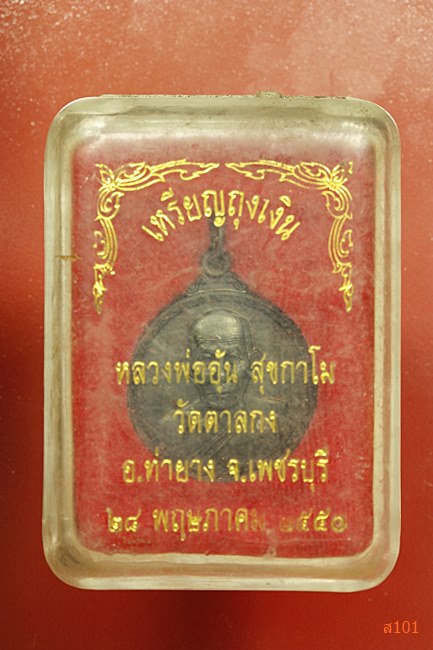 เหรียญถุงเงิน
หลวงพ่ออุ้น สุขกาโม
วัดตาลกง
อ.ท่ายาง จ.เพชรบุรี
๒๘ พฤษภาคม ๒๕๕๑
ส101